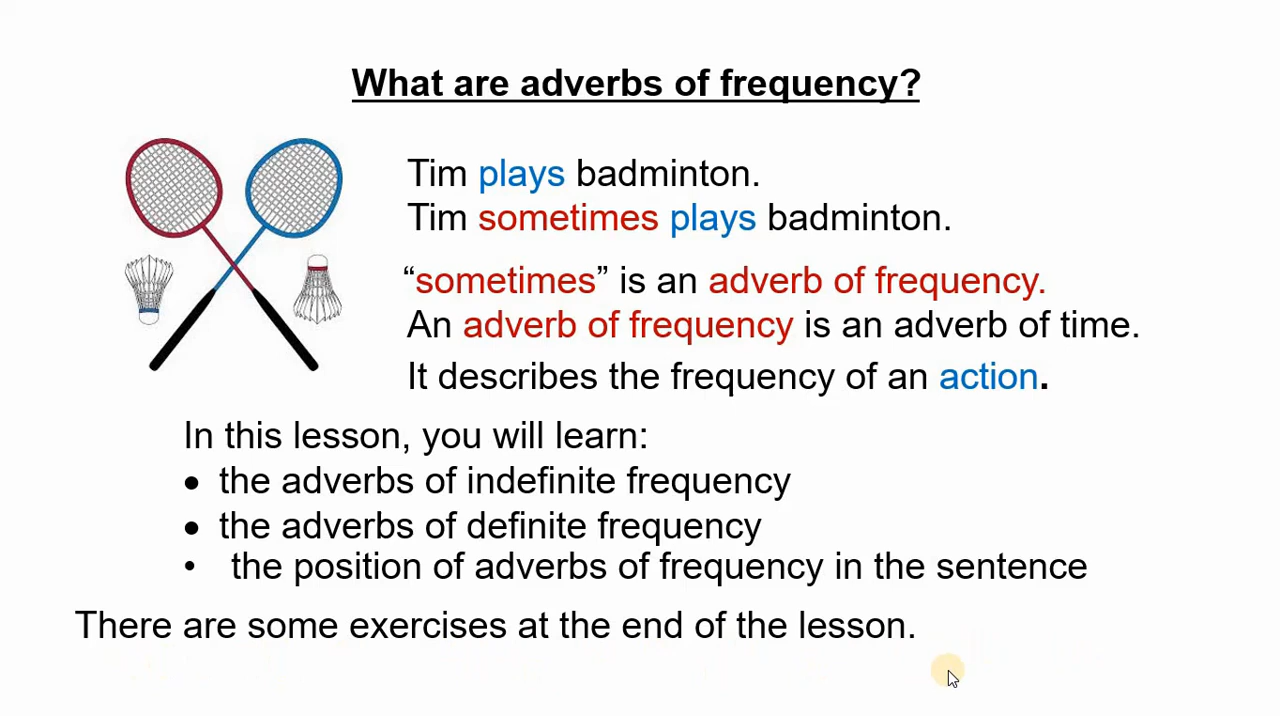 What are adverbs of frequency?
Tim plays badminton.
Tim sometimes plays badminton.
“sometimes” is an adverb of frequency.
An adverb of frequency is an adverb of time.
It describes the frequency of an action.
In this lesson, you will learn:
• the adverbs of indefinite frequency
• the adverbs of definite frequency
• the position of adverbs of frequency in the sentence
There are some exercises at the end of the lesson.